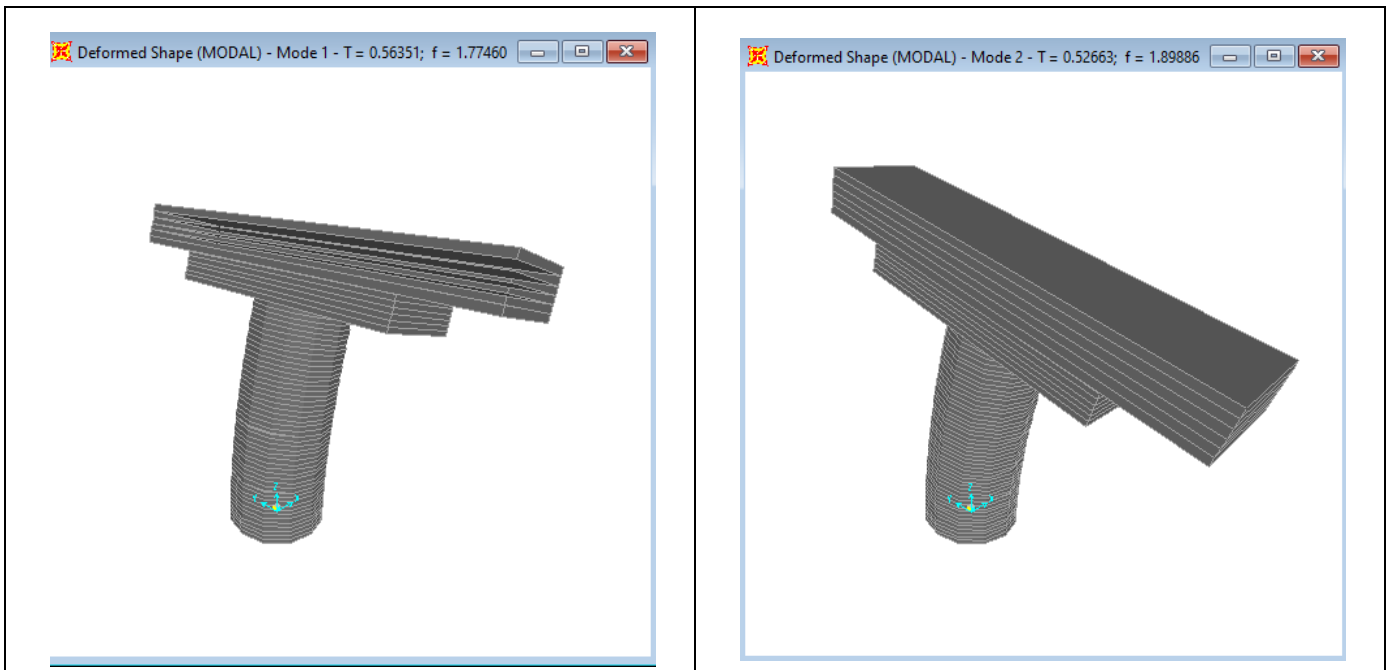 Deformed Shape (MODAL) - Mode 1 - T = 0.56351; f = 1.77460
Deformed Shape (MODAL) - Mode 2 - T = 0.52663; f = 1.89886
Z
Z